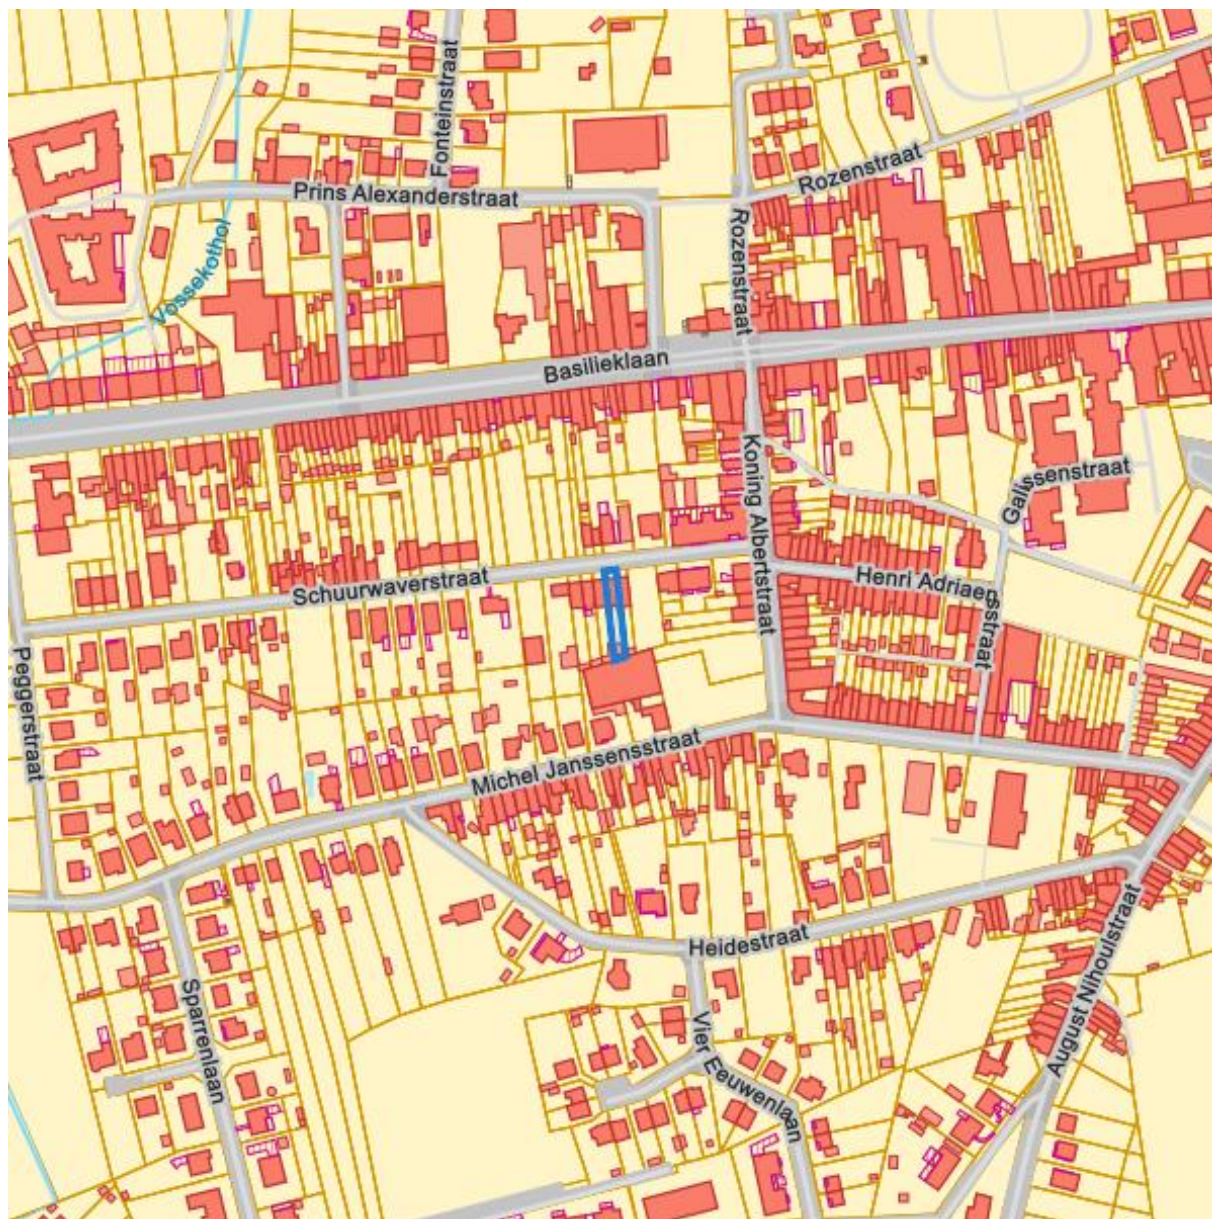 Fonteinstraat
Rozenstraat
Prins Alexanderstraat
Vossekothol
Rozenstraat
Basilieklaan
Koning Albertstraat
Galissenstraat
Schuurwaverstraat
Henri Adriaensstraat
Peggerstraat
Michel Janssensstraat
Heidestraat
August Nihoulstraat
Sparrenlaan
Vier Eeuwenlaan